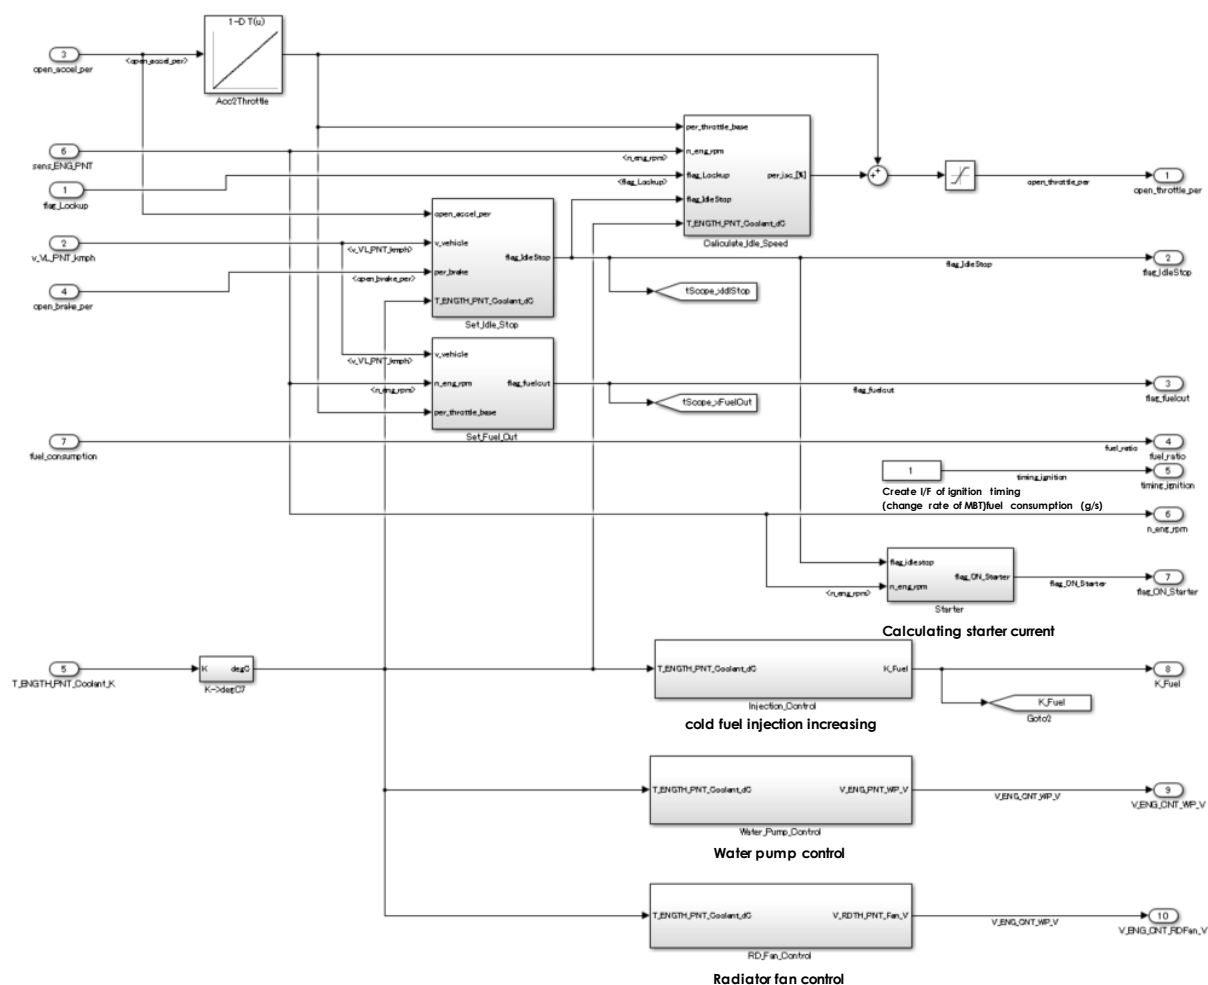 1-D T(u)
3
open_accel_per
<open_accel_per>
Acc2Throttle
6
sens_ENG_PNT
1
flag_Lockup
2
v_VL_PNT_kmph
4
open_brake_per
per_throttle_base
<n_eng_rpm>
n_eng_rpm
<flag_Lockup>
flag_Lockup
per_isc_[%]
flag_IdleStop
T_ENGTH_PNT_Coolant_dC
Caliculate_Idle_Speed
open_throttle_per
1
open_throttle_per
open_accel_per
<v_VL_PNT_kmph>
v_vehicle
flag_IdleStop
<open_brake_per>
per_brake
T_ENGTH_PNT_Coolant_dC
Set_Idle_Stop
flag_IdleStop
2
flag_IdleStop
tScope_xIdlStop
<v_VL_PNT_kmph>
v_vehicle
<n_eng_rpm>
n_eng_rpm
flag_fuelcut
per_throttle_base
Set_Fuel_Cut
flag_fuelcut
3
flag_fuelcut
tScope_xFuelCut
7
fuel_consumption
fuel_ratio
4
fuel_ratio
1
timing_ignition
5
timing_ignition
Create I/F of ignition timing
(change rate of MBT)fuel consumption (g/s)
6
n_eng_rpm
flag_idlestop
<n_eng_rpm>
n_eng_rpm
flag_ON_Starter
Starter
flag_ON_Starter
7
flag_ON_Starter
Calculating starter current
5
T_ENGTH_PNT_Coolant_K
K
degC
K->degC7
T_ENGTH_PNT_Coolant_dC
K_Fuel
Injection_Control
8
K_Fuel
K_Fuel
Goto2
cold fuel injection increasing
T_ENGTH_PNT_Coolant_dC
V_ENG_PNT_WP_V
Water_Pump_Control
V_ENG_CNT_WP_V
9
V_ENG_CNT_WP_V
Water pump control
T_ENGTH_PNT_Coolant_dC
V_RDTH_PNT_Fan_V
RD_Fan_Control
V_ENG_CNT_WP_V
10
V_ENG_CNT_RDFan_V
Radiator fan control